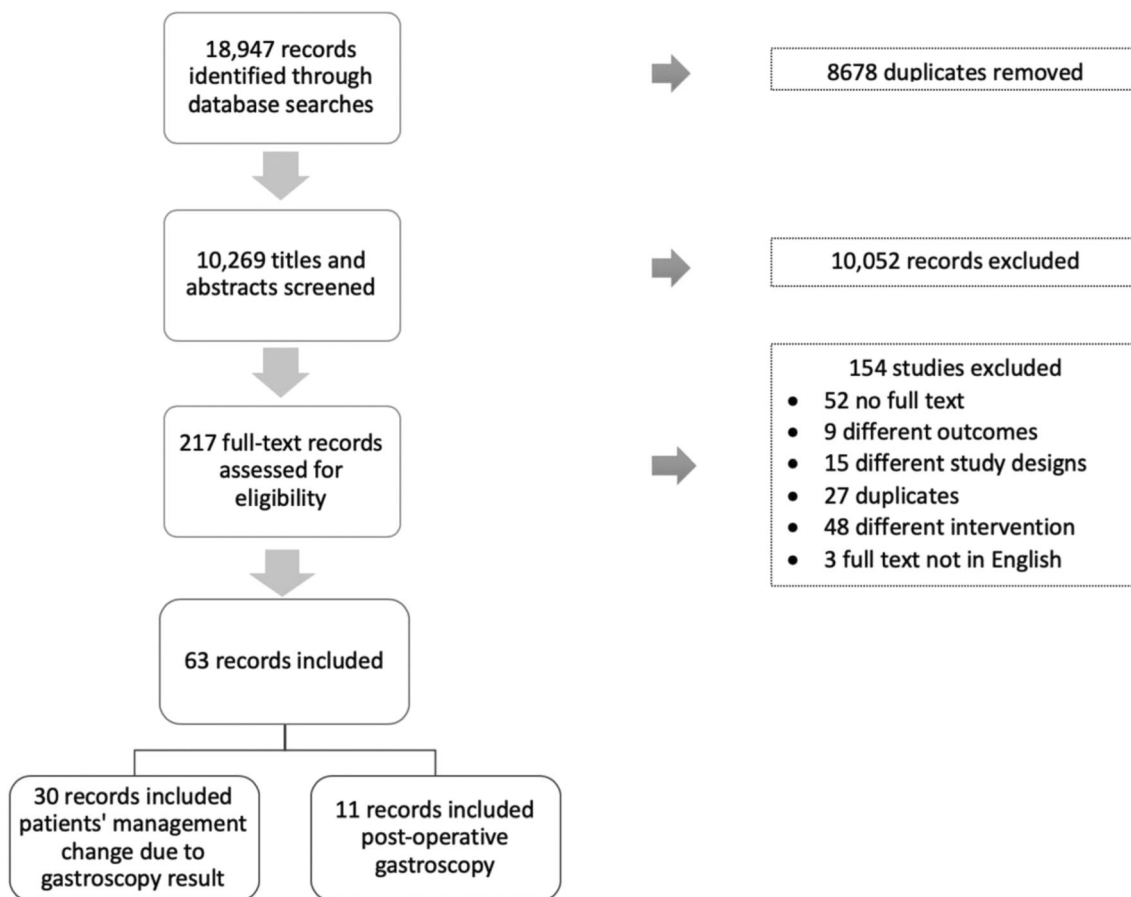 18,947 records
identified through
database searches
8678 duplicates removed
10,269 titles and
abstracts screened
10,052 records excluded
217 full-text records
assessed for
eligibility
154 studies excluded
• 52 no full text
• 9 different outcomes
• 15 different study designs
• 27 duplicates
• 48 different intervention
• 3 full text not in English
63 records included
30 records included
patients' management
change due to
gastroscopy result
11 records included
post-operative
gastroscopy